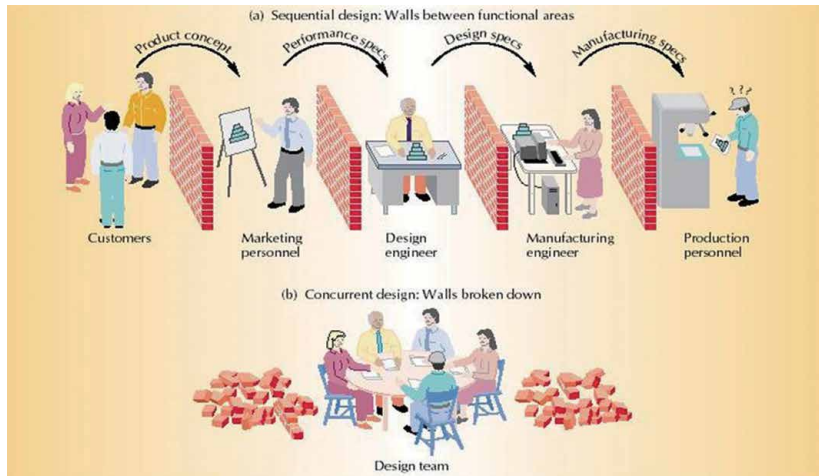 (a) Sequential design: Walls between functional areas
Product concept
Performance specs
Design specs
Manufacturing specs
???
Customers
Marketing
personnel
Design
engineer
Manufacturing
engineer
Production
personnel
(b) Concurrent design: Walls broken down
Design team